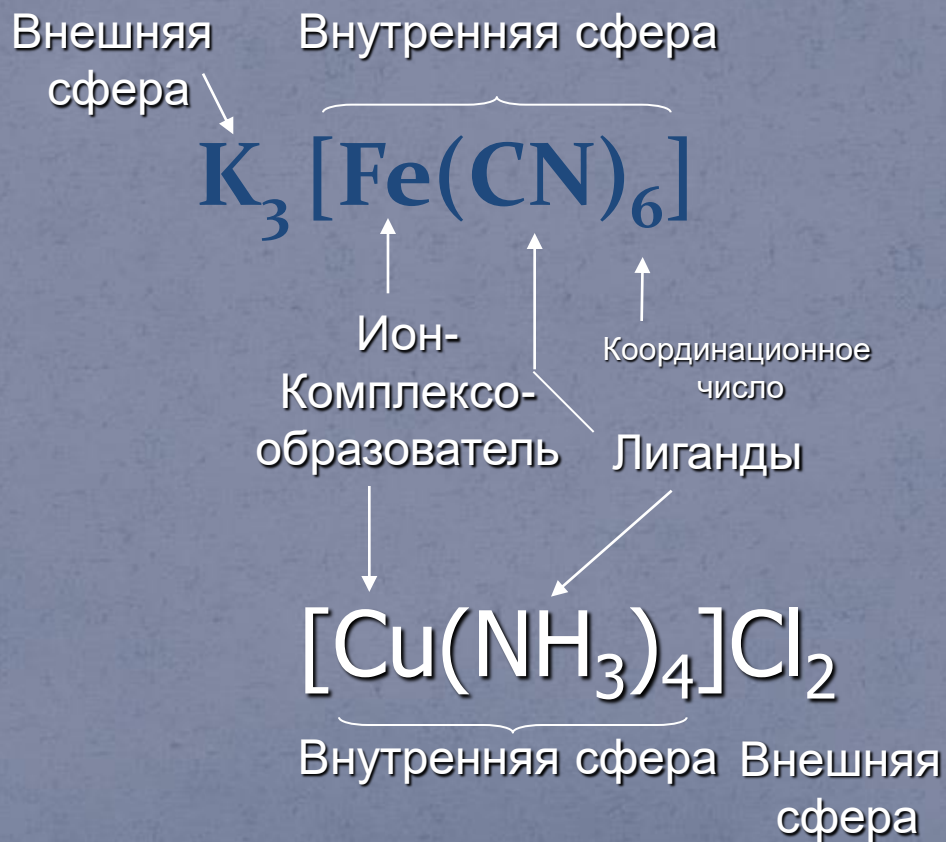 Внешняя
сфера
Внутренняя сфера
K₃ [Fe(CN)₆]
Ион-
Комплексо-
образователь
Координационное
число
Лиганды
[Cu(NH₃)₄]Cl₂
Внутренняя сфера
Внешняя
сфера